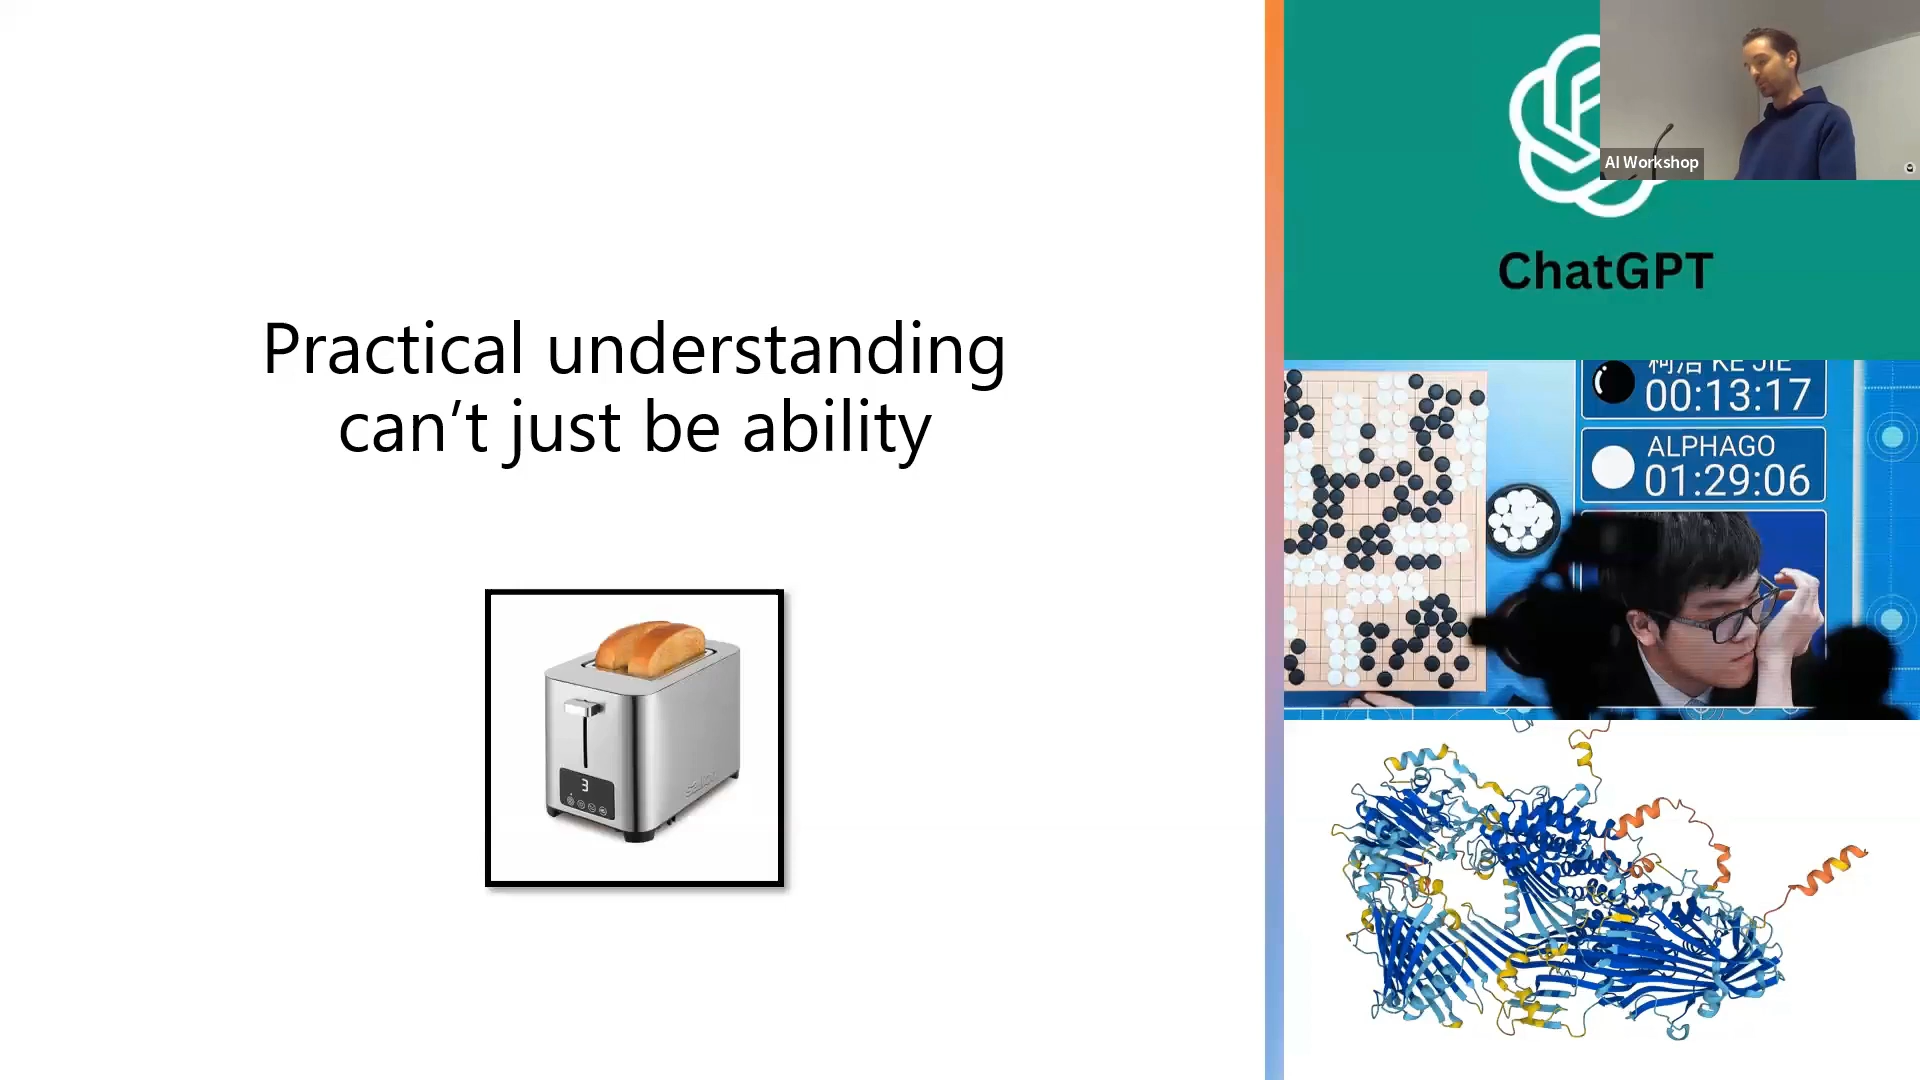 Practical understanding
can't just be ability
3
AI Workshop
ChatGPT
柯洁 KE JIE
00:13:17
ALPHAGO
01:29:06